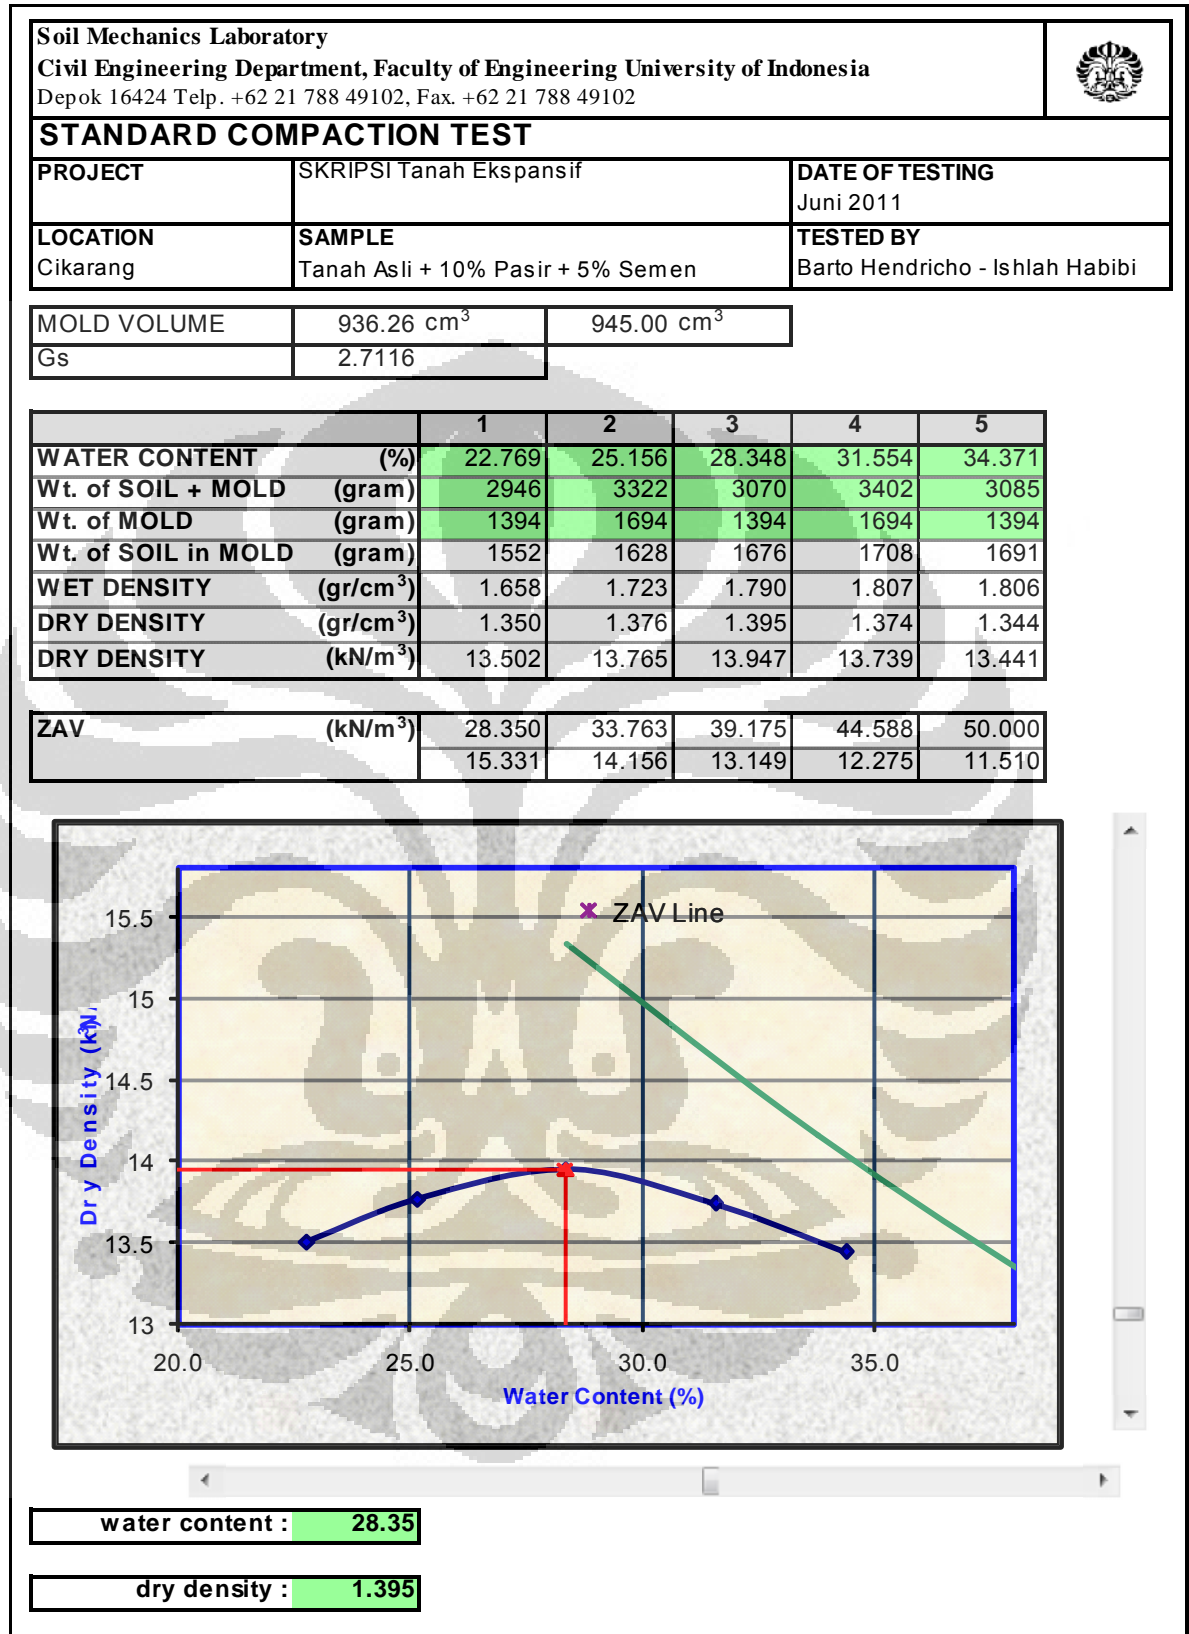 Soil Mechanics Laboratory
Civil Engineering Department, Faculty of Engineering University of Indonesia
Depok 16424 Telp. +62 21 788 49102, Fax. +62 21 788 49102
STANDARD COMPACTION TEST
PROJECT SKRIPSI Tanah Ekspansif DATE OF TESTING
Juni 2011
LOCATION SAMPLE TESTED BY
Cikarang Tanah Asli + 10% Pasir + 5% Semen Barto Hendricho - Ishlah Habibi
MOLD VOLUME 936.26 cm³ 945.00 cm³
Gs 2.7116
1 2 3 4 5
WATER CONTENT (%) 22.769 25.156 28.348 31.554 34.371
Wt. of SOIL + MOLD (gram) 2946 3322 3070 3402 3085
Wt. of MOLD (gram) 1394 1694 1394 1694 1394
Wt. of SOIL in MOLD (gram) 1552 1628 1676 1708 1691
WET DENSITY (gr/cm³) 1.658 1.723 1.790 1.807 1.806
DRY DENSITY (gr/cm³) 1.350 1.376 1.395 1.374 1.344
DRY DENSITY (kN/m³) 13.502 13.765 13.947 13.739 13.441
ZAV (kN/m³) 28.350 33.763 39.175 44.588 50.000
15.331 14.156 13.149 12.275 11.510
ZAV Line
15.5
15
14.5
14
13.5
13
Dry Density
20.0 25.0 30.0 35.0
Water Content (%)
water content : 28.35
dry density : 1.395